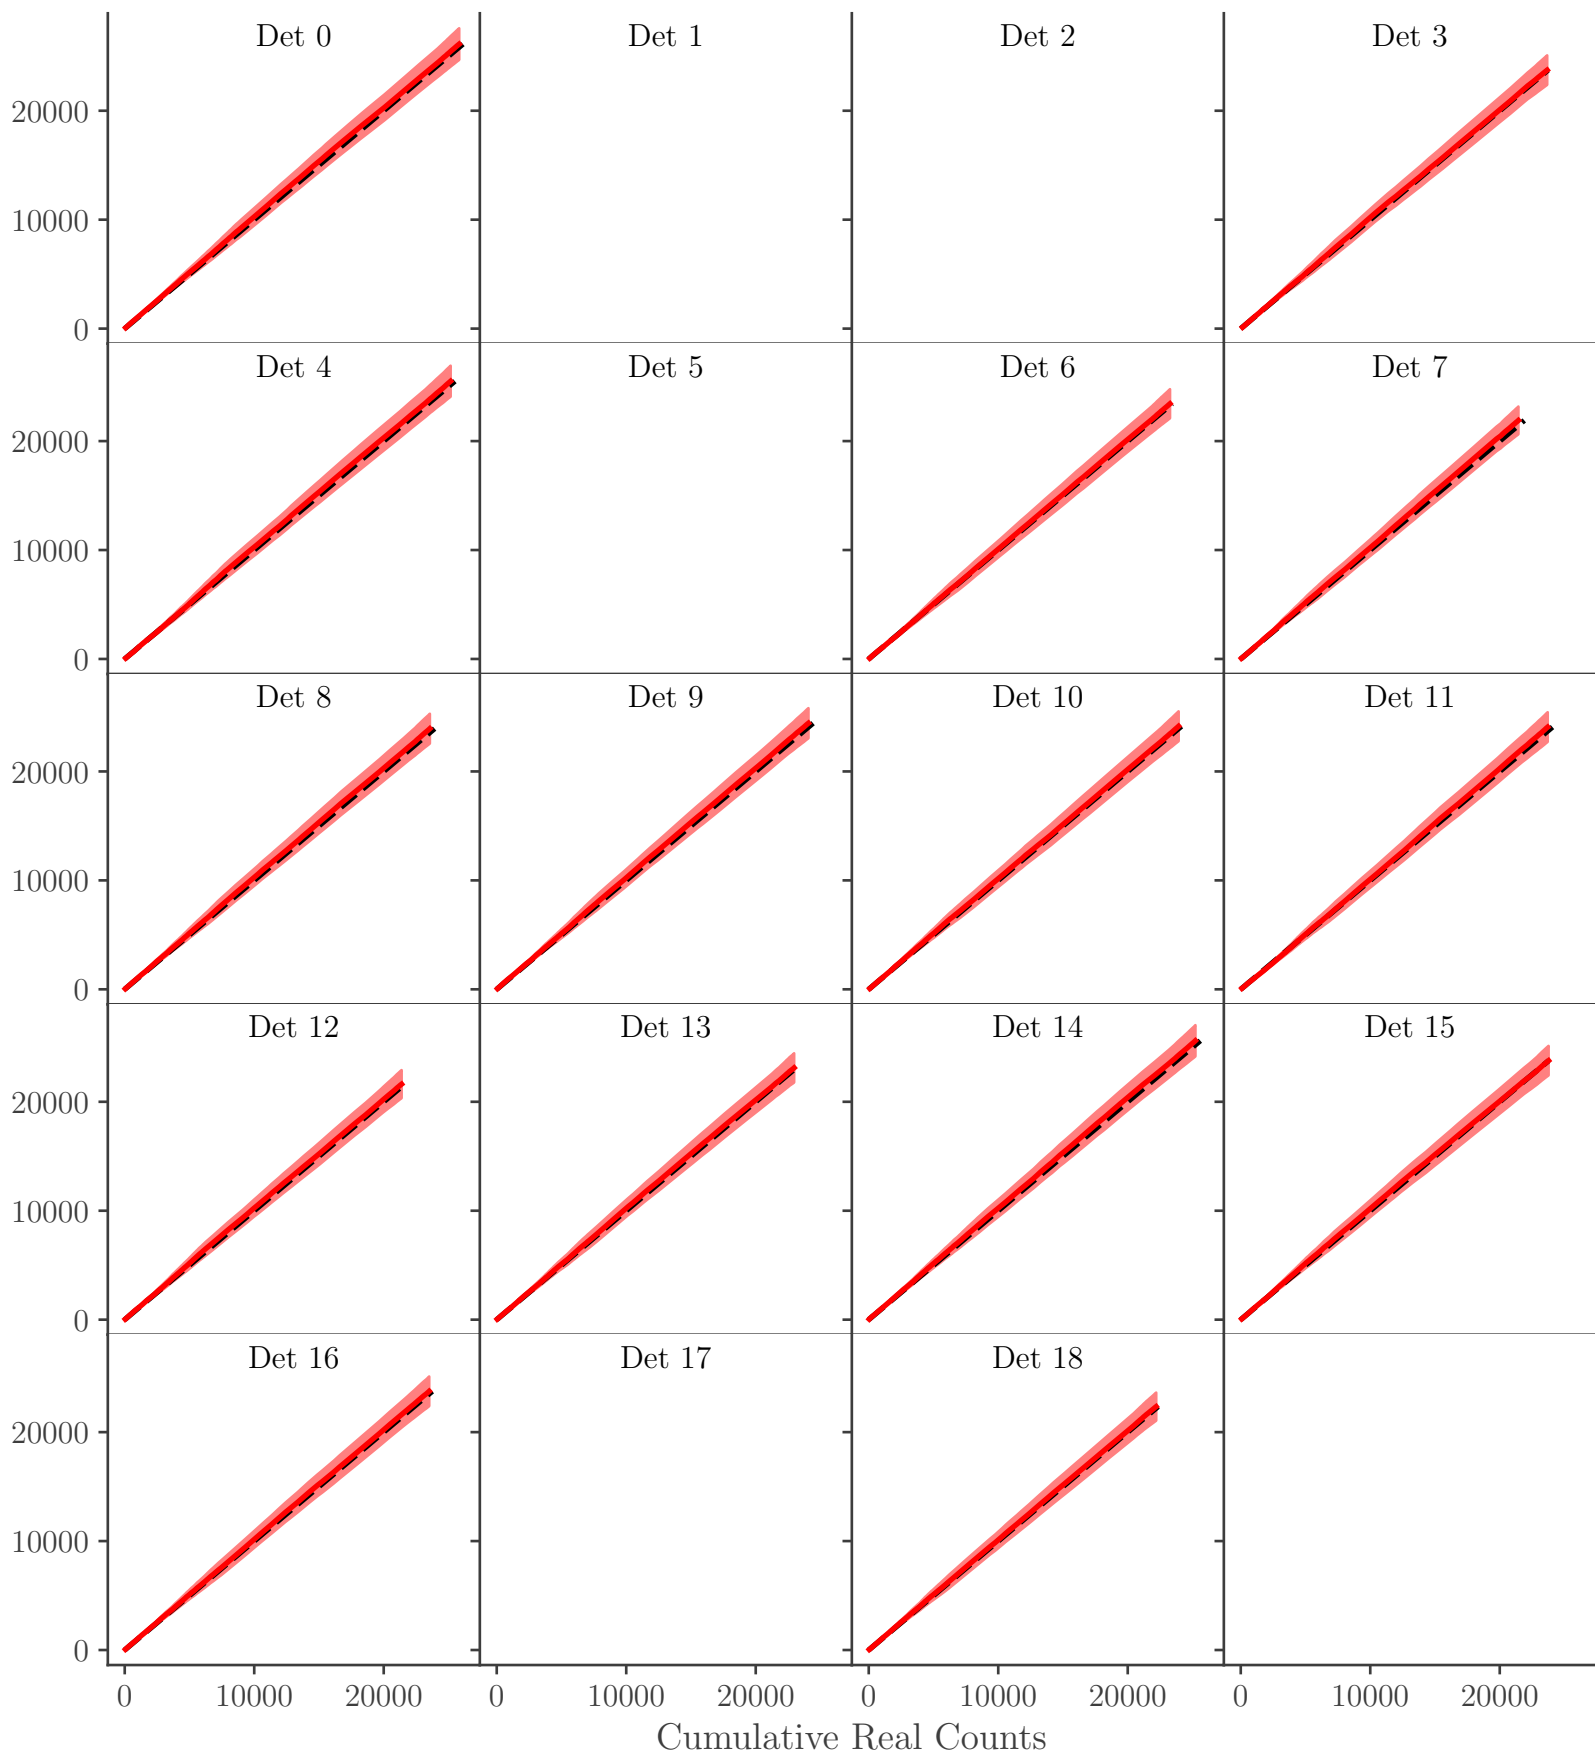 Det 0 Det 1 Det 2 Det 3
20000
10000
0
Det 4 Det 5 Det 6 Det 7
20000
10000
0
Det 8 Det 9 Det 10 Det 11
20000
10000
0
Det 12 Det 13 Det 14 Det 15
20000
10000
0
Det 16 Det 17 Det 18
20000
10000
0
0 10000 20000 0 10000 20000 0 10000 20000 0 10000 20000
Cumulative Real Counts